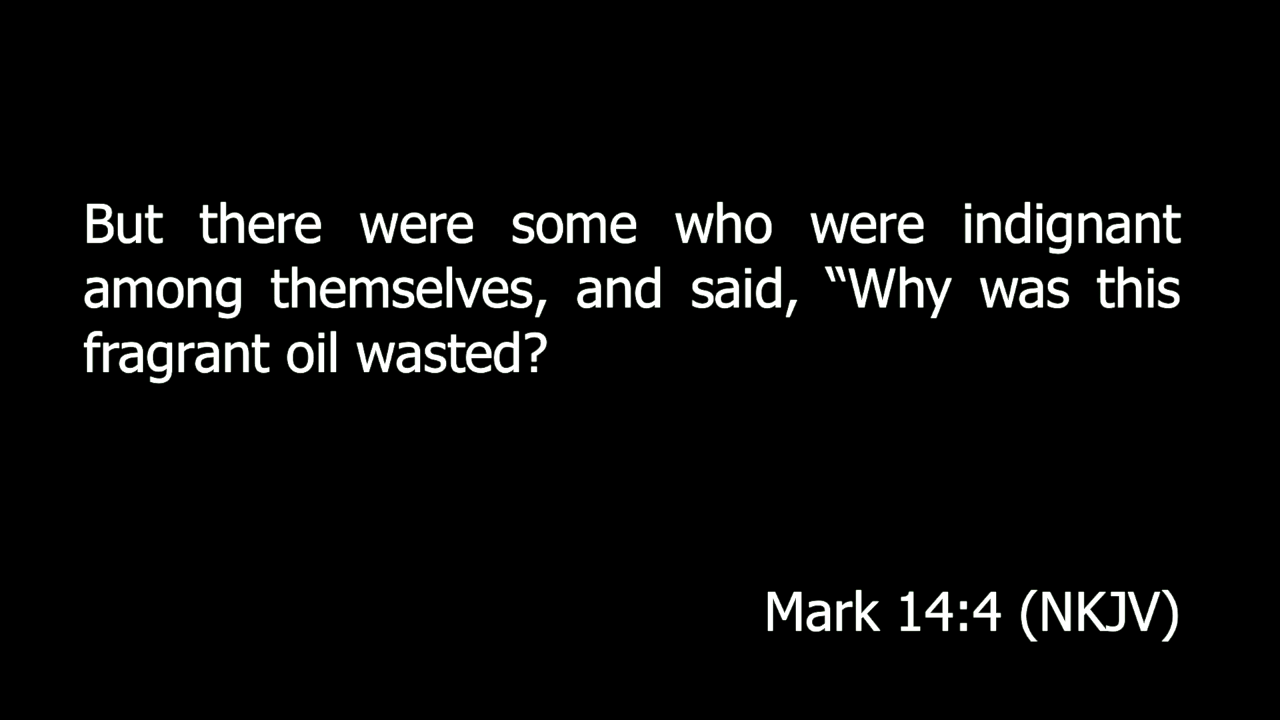 But there were some who were indignant
among themselves, and said, “Why was this
fragrant oil wasted?
Mark 14:4 (NKJV)